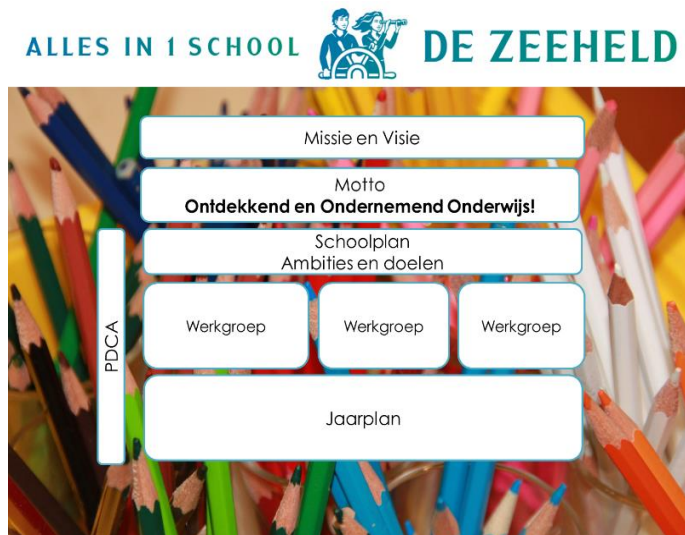 ALLES IN 1 SCHOOL DE ZEEHELD
Missie en Visie
Motto
Ontdekkend en Ondernemend Onderwijs!
Schoolplan
Ambities en doelen
PDCA
Werkgroep Werkgroep Werkgroep
Jaarplan